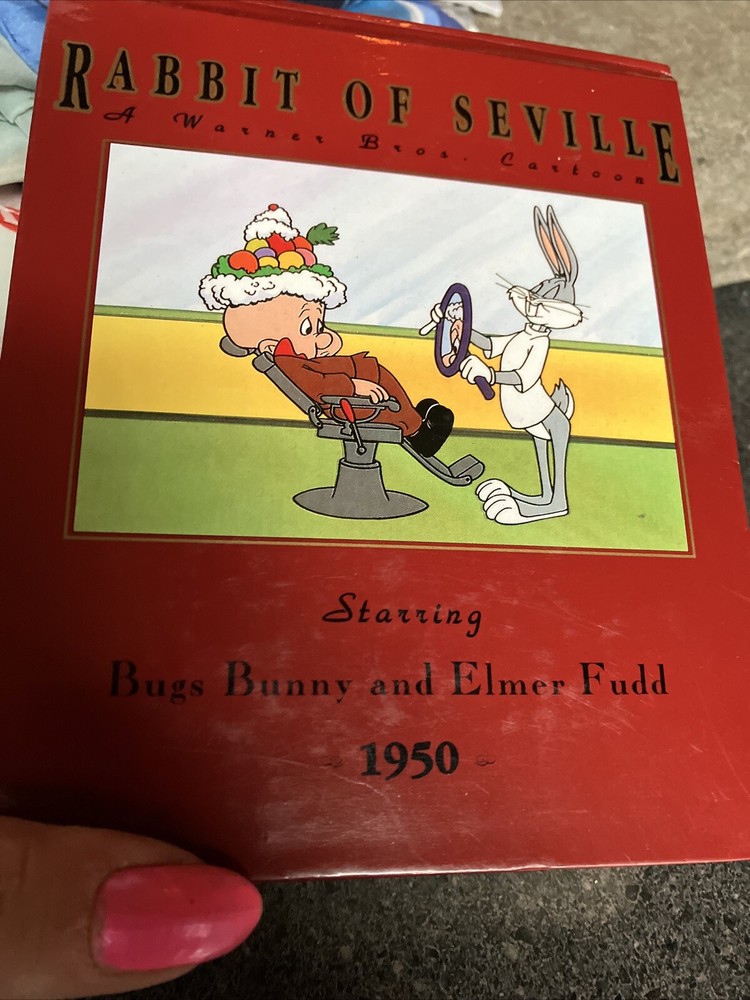 RABBIT OF SEVILLE
A Warner Bros. Cartoon
Starring
Bugs Bunny and Elmer Fudd
1950